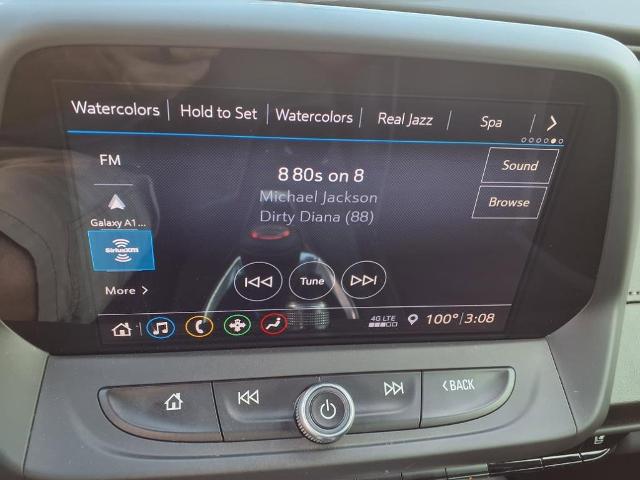 Watercolors Hold to Set Watercolors Real Jazz Spa
FM
8 80s on 8
Sound
Michael Jackson
Browse
Dirty Diana (88)
Galaxy A1...
SiriusXM
Tune
More
4G LTE
100° 3:08
BACK